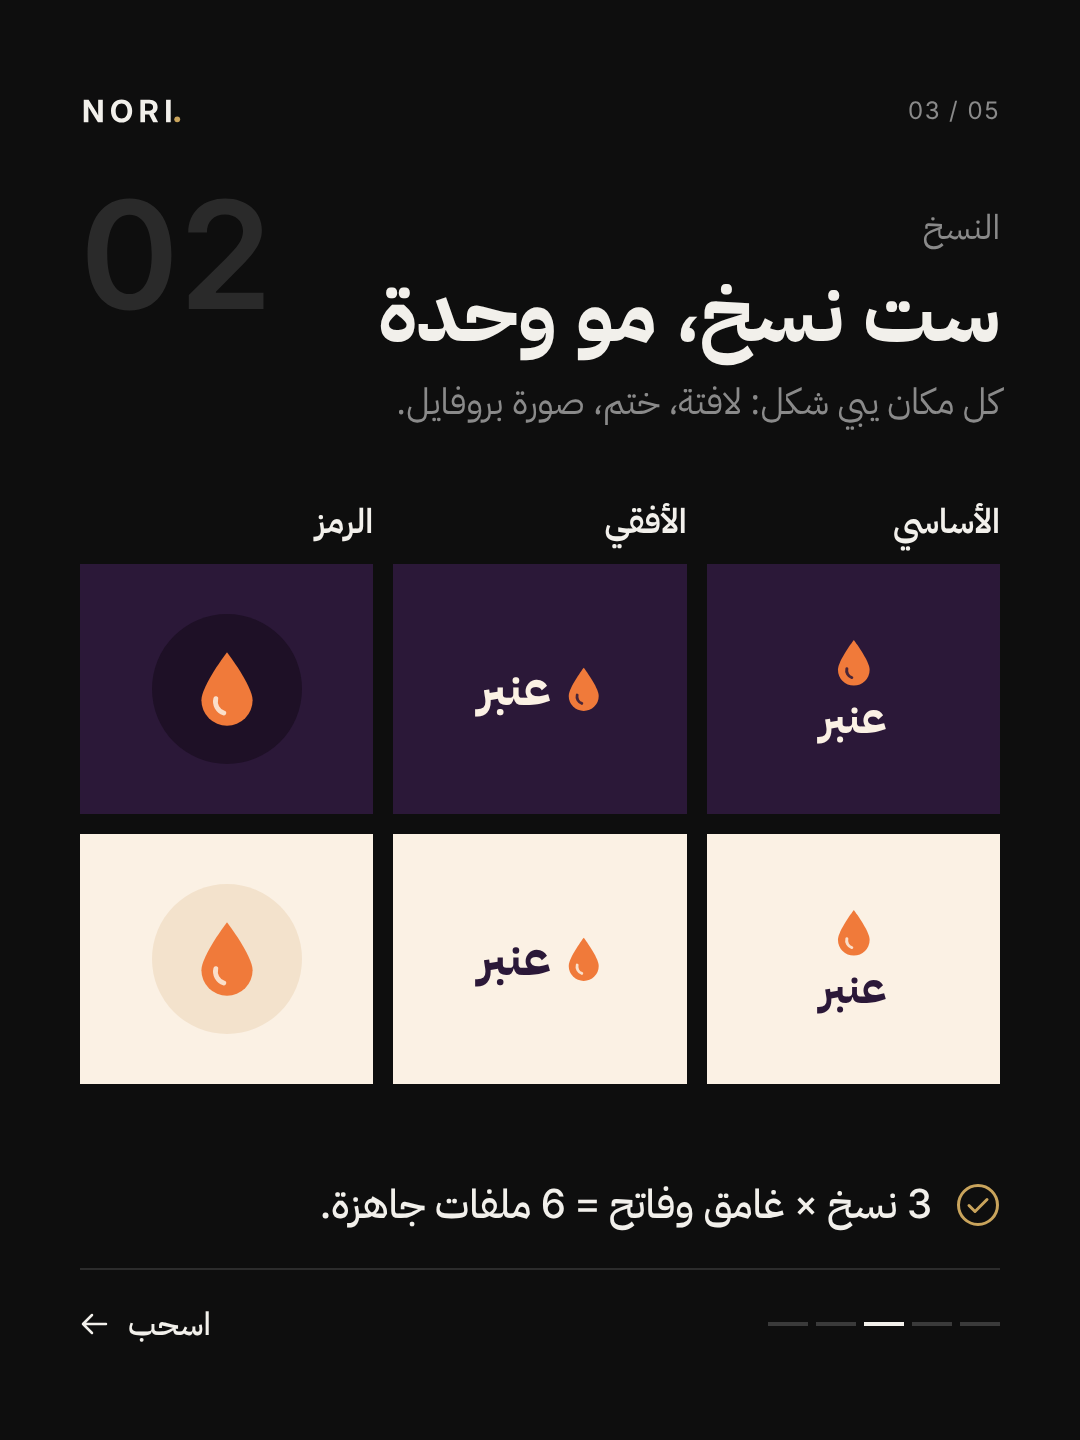 NORI.
03 / 05
02
النسخ
ست نسخ، مو وحدة
كل مكان يبي شكل: لافتة، ختم، صورة بروفايل.
الأساسي
الأفقي
الرمز
عنبر
عنبر
عنبر
عنبر
3 نسخ × غامق وفاتح = 6 ملفات جاهزة.
اسحب ←